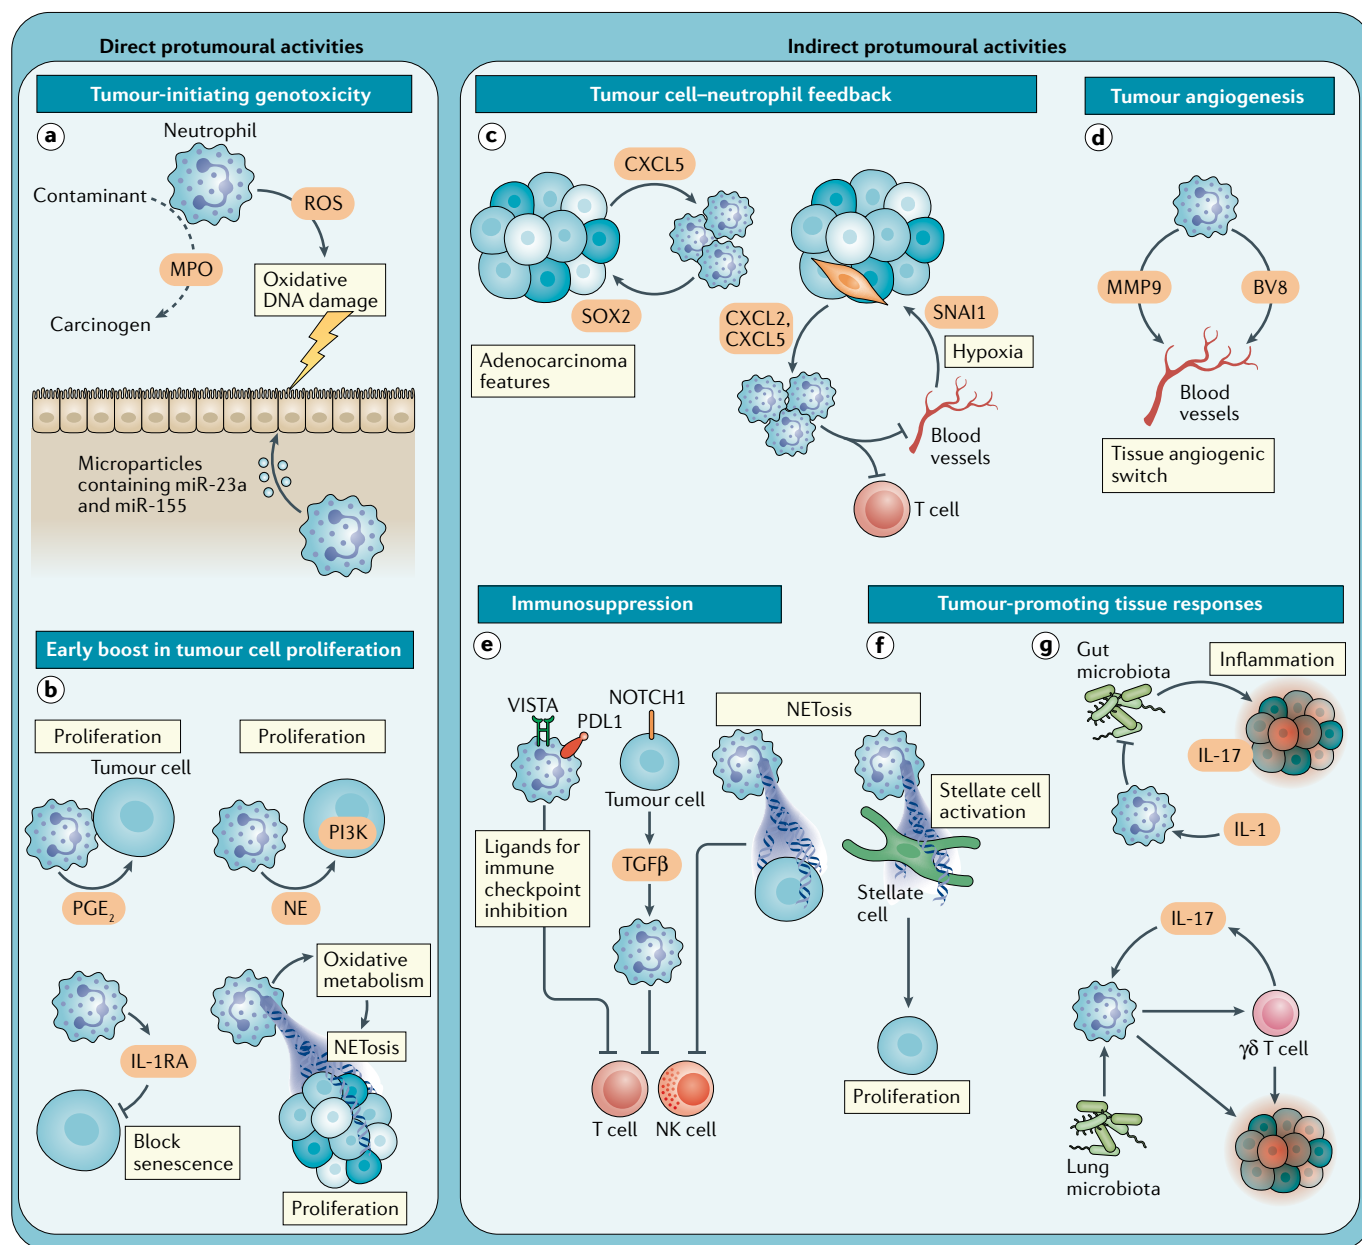 Direct protumoural activities
Indirect protumoural activities
Tumour-initiating genotoxicity
a
Neutrophil
Contaminant
ROS
MPO
Oxidative
DNA damage
Carcinogen
Microparticles
containing miR-23a
and miR-155
Early boost in tumour cell proliferation
b
Proliferation
Tumour cell
PGE₂
Proliferation
PI3K
NE
IL-1RA
Block
senescence
Oxidative
metabolism
NETosis
Proliferation
Tumour cell–neutrophil feedback
c
CXCL5
SOX2
Adenocarcinoma
features
CXCL2,
CXCL5
SNAI1
Hypoxia
Blood
vessels
T cell
Tumour angiogenesis
d
MMP9
BV8
Blood
vessels
Tissue angiogenic
switch
Immunosuppression
e
VISTA
PDL1
NOTCH1
Tumour cell
Ligands for
immune
checkpoint
inhibition
TGFβ
T cell
NK cell
NETosis
Tumour-promoting tissue responses
f
Stellate cell
activation
Stellate
cell
Proliferation
g
Gut
microbiota
Inflammation
IL-17
IL-1
IL-17
γδ T cell
Lung
microbiota